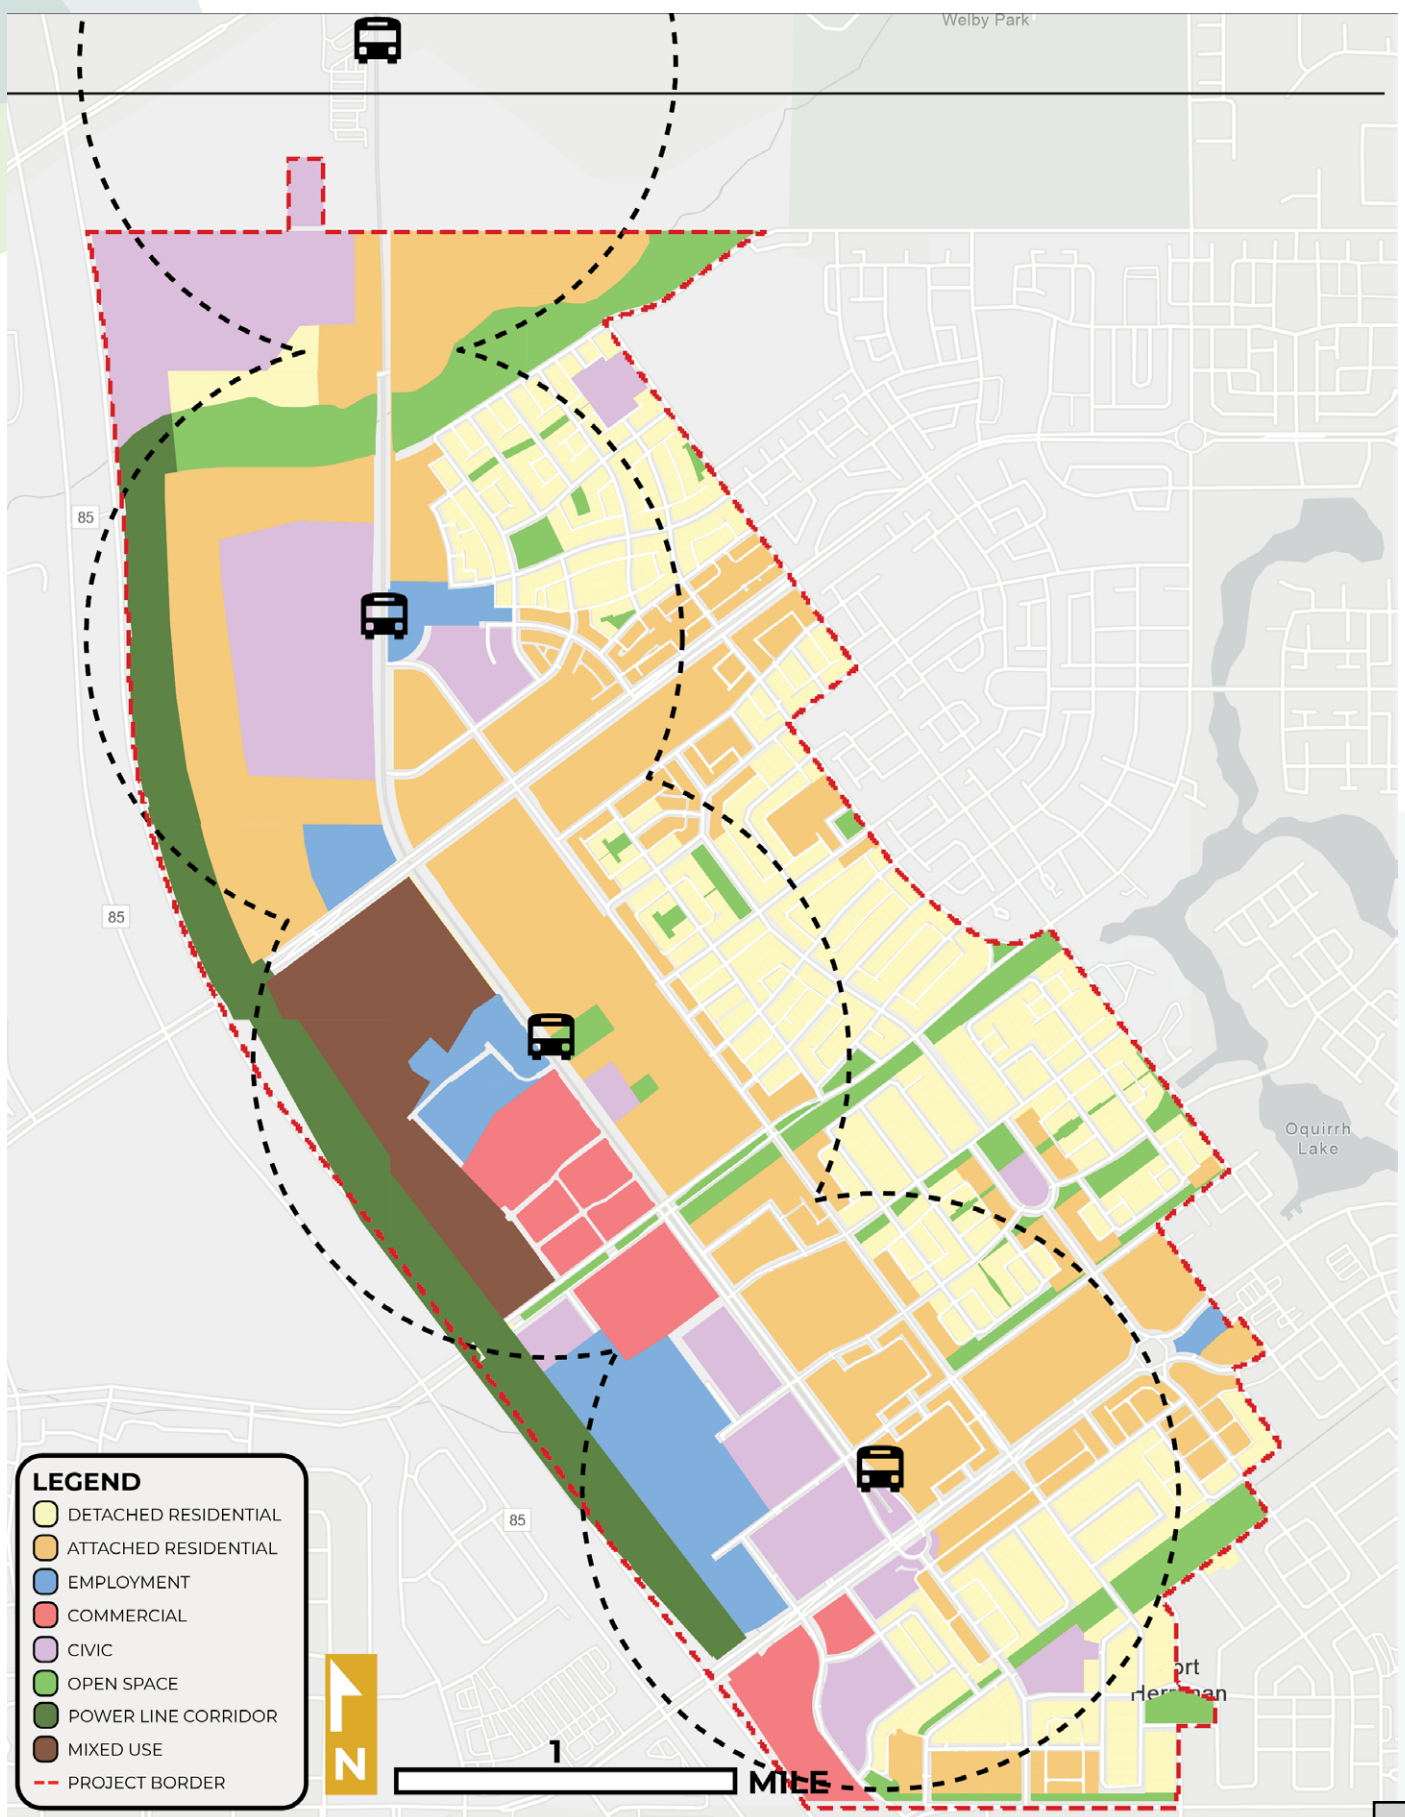 Welby Park
85
85
Oquirrh
Lake
85
LEGEND
DETACHED RESIDENTIAL
ATTACHED RESIDENTIAL
EMPLOYMENT
COMMERCIAL
CIVIC
OPEN SPACE
POWER LINE CORRIDOR
MIXED USE
PROJECT BORDER
N
1
MILE